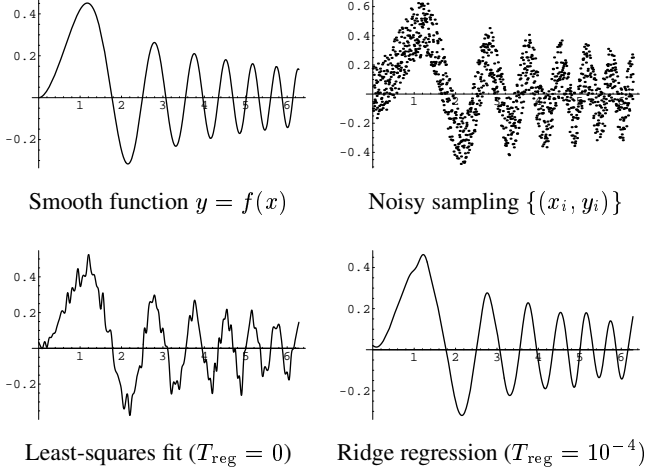 0.4
0.2
-0.2
1 2 3 4 5 6
Smooth function y = f(x)
0.6
0.4
0.2
-0.2
-0.4
1 2 3 4 5 6
Noisy sampling {(x_i, y_i)}
0.4
0.2
-0.2
1 2 3 4 5 6
Least-squares fit (T_reg = 0)
0.4
0.2
-0.2
1 2 3 4 5 6
Ridge regression (T_reg = 10^-4)